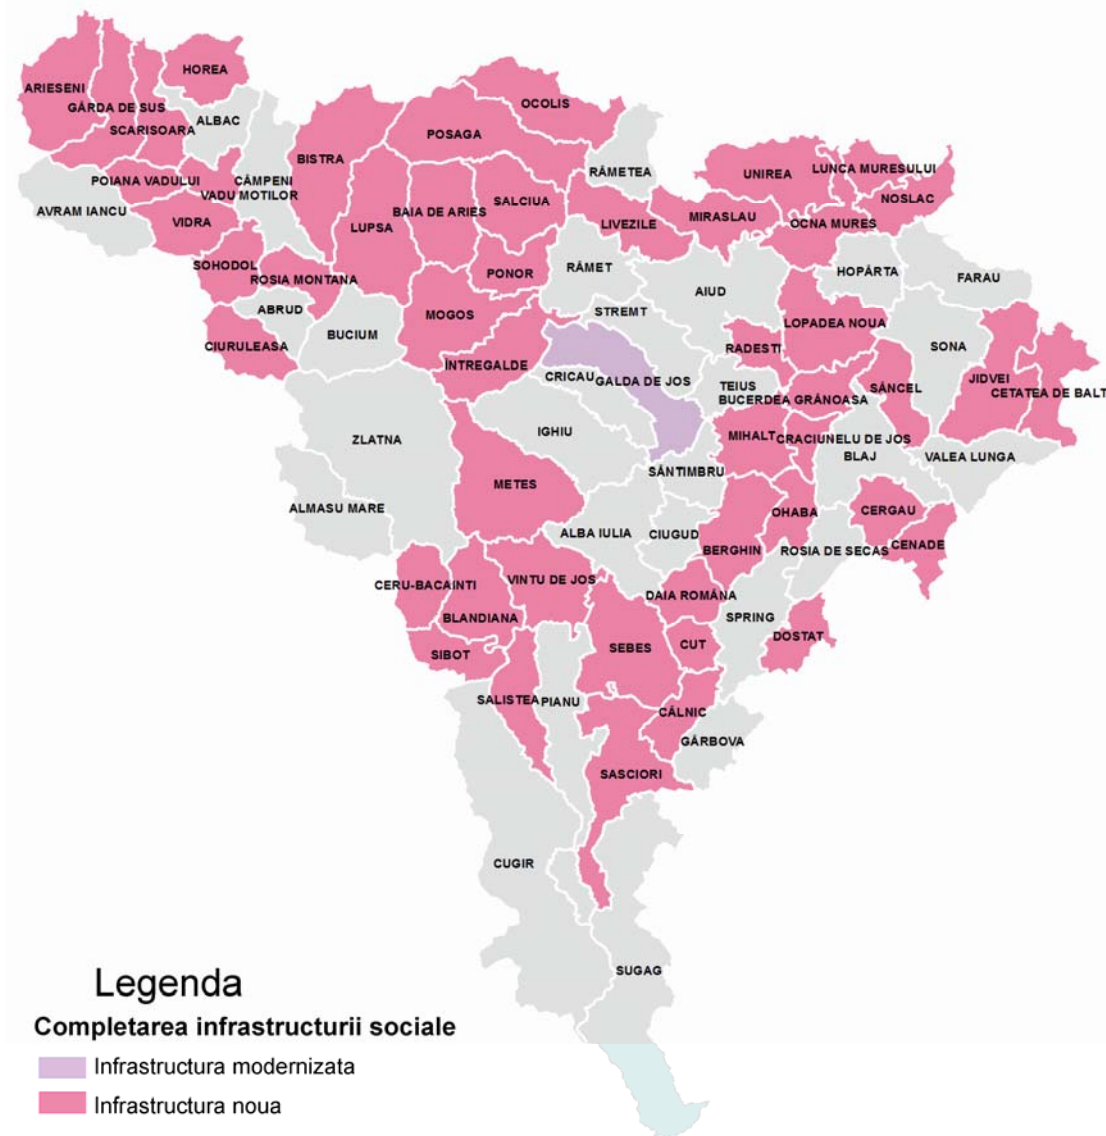 HOREA
ARIESENI
GÂRDA DE SUS
ALBAC
SCARISOARA
OCOLIS
POSAGA
BISTRA
RÂMETEA
UNIREA
LUNCA MURESULUI
POIANA VADULUI
CÂMPENI
VADU MOTILOR
NOSLAC
AVRAM IANCU
VIDRA
LUPSA
BAIA DE ARIES
SALCIUA
LIVEZILE
MIRASLAU
OCNA MURES
SOHODOL
ROSIA MONTANA
PONOR
RÂMET
AIUD
HOPÂRTA
FARAU
ABRUD
BUCIUM
MOGOS
STREMT
LOPADEA NOUA
CIURULEASA
RADESTI
SONA
ÎNTREGALDE
CRICAU
GALDA DE JOS
TEIUS
SÂNCEL
JIDVEI
CETATEA DE BALT
BUCERDEA GRÂNOASA
ZLATNA
IGHIU
MIHALT
CRACIUNELU DE JOS
BLAJ
VALEA LUNGA
SÂNTIMBRU
METES
ALMASU MARE
OHABA
CERGAU
ALBA IULIA
CIUGUD
BERGHIN
ROSIA DE SECAS
CENADE
CERU-BACAINTI
VINTU DE JOS
DAIA ROMÂNA
BLANDIANA
SPRING
DOSTAT
SIBOT
SEBES
CUT
SALISTEA
PIANU
CÂLNIC
GÂRBOVA
SASCIORI
CUGIR
SUGAG
Legenda
Completarea infrastructurii sociale
Infrastructura modernizata
Infrastructura noua